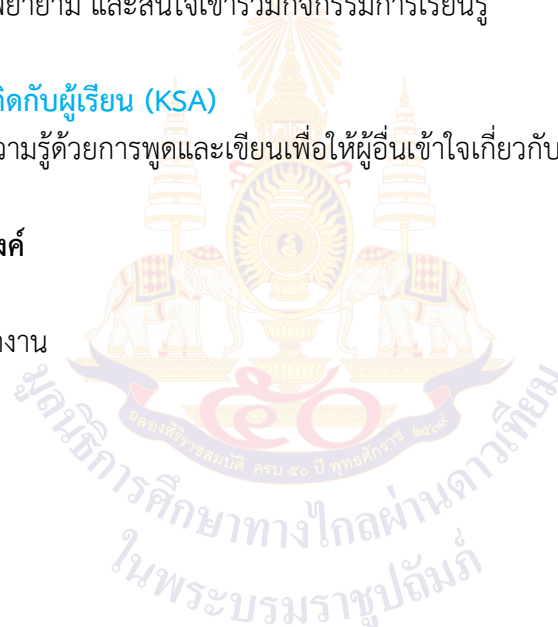 พยายาม และสนใจเข้าร่วมกิจกรรมการเรียนรู้
กิดกับผู้เรียน (KSA)
วามรู้ด้วยการพูดและเขียนเพื่อให้ผู้อื่นเข้าใจเกี่ยวกับ
งค์
างาน
ฉลองสิริราชสมบัติ ครบ ๕๐ ปี พุทธศักราช ๒๕๓๙
มูลนิธิการศึกษาทางไกลผ่านดาวเทียม
ในพระบรมราชูปถัมภ์